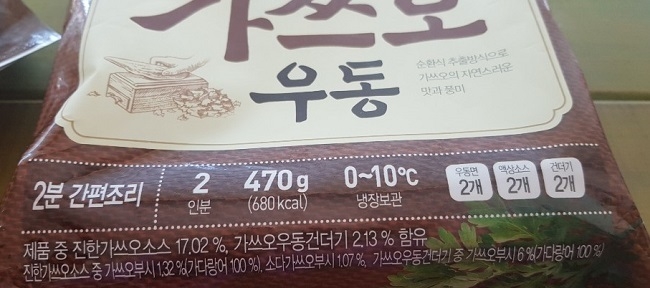 가쓰오
우동
순환식 추출방식으로
가쓰오의 자연스러운
맛과 풍미
2분 간편조리
2
인분
470g
(680kcal)
0~10℃
냉장보관
우동면
2개
액상소스
2개
건더기
2개
제품 중 진한가쓰오소스 17.02 %, 가쓰오우동건더기 2.13 % 함유
진한가쓰오소스 중 가쓰오부시 1.32 %(가다랑어 100 %), 소다가쓰오부시 1.07 %, 가쓰오우동건더기 중 가쓰오부시 6 %(가다랑어 100 %)